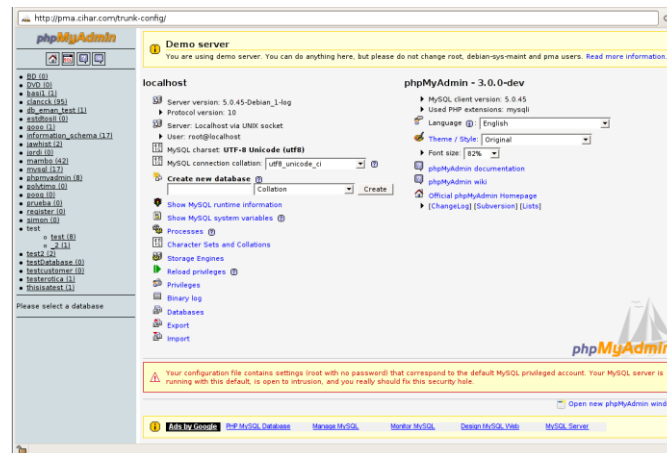 http://pma.cihar.com/trunk-config/
phpMyAdmin
BD (0)
DVD (0)
basi1 (1)
clancck (95)
db_eman_test (1)
estdtosil (0)
gooo (1)
information_schema (17)
jawhist (2)
jordi (0)
mambo (42)
mysql (17)
phpmyadmin (8)
polytimo (0)
pooq (0)
prueba (0)
register (0)
simon (0)
test
test (8)
_2 (1)
test2 (2)
testDatabase (0)
testcustomer (0)
testerotica (1)
thisisatest (1)
Please select a database
Demo server
You are using demo server. You can do anything here, but please do not change root, debian-sys-maint and pma users. Read more information.
localhost
Server version: 5.0.45-Debian_1-log
Protocol version: 10
Server: Localhost via UNIX socket
User: root@localhost
MySQL charset: UTF-8 Unicode (utf8)
MySQL connection collation: utf8_unicode_ci
Create new database
Collation Create
Show MySQL runtime information
Show MySQL system variables
Processes
Character Sets and Collations
Storage Engines
Reload privileges
Privileges
Binary log
Databases
Export
Import
phpMyAdmin - 3.0.0-dev
MySQL client version: 5.0.45
Used PHP extensions: mysqli
Language: English
Theme / Style: Original
Font size: 82%
phpMyAdmin documentation
phpMyAdmin wiki
Official phpMyAdmin Homepage
[ChangeLog] [Subversion] [Lists]
phpMyAdmin
Your configuration file contains settings (root with no password) that correspond to the default MySQL privileged account. Your MySQL server is
running with this default, is open to intrusion, and you really should fix this security hole.
Open new phpMyAdmin wind
Ads by Google PHP MySQL Database Manage MySQL Monitor MySQL Design MySQL Web MySQL Server